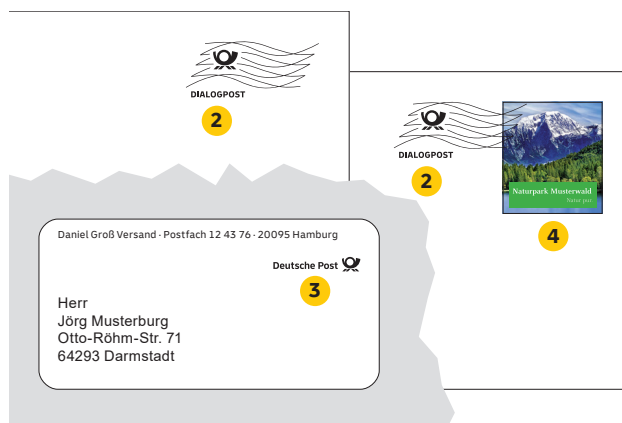 DIALOGPOST
2
DIALOGPOST
2
Naturpark Musterwald
Natur pur
4
Daniel Groß Versand · Postfach 12 43 76 · 20095 Hamburg
Deutsche Post
3
Herr
Jörg Musterburg
Otto-Röhm-Str. 71
64293 Darmstadt